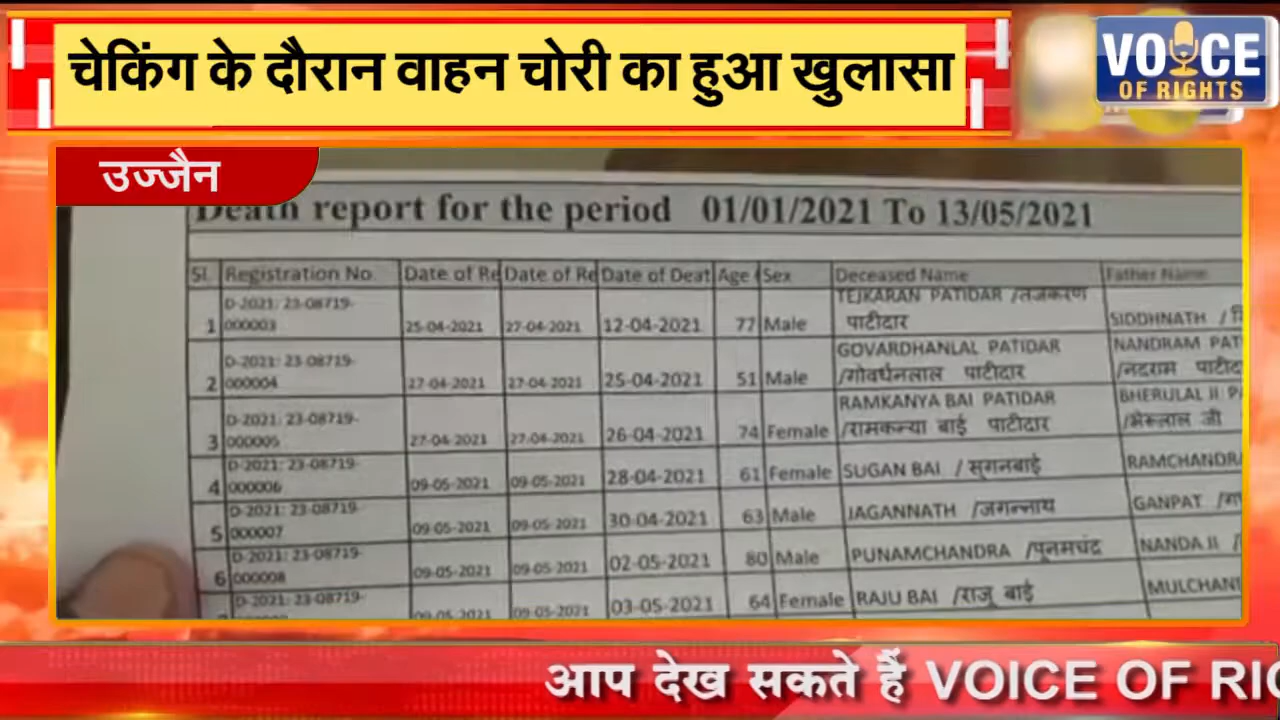 चेकिंग के दौरान वाहन चोरी का हुआ खुलासा
VOICE
OF RIGHTS
उज्जैन
Death report for the period 01/01/2021 To 13/05/2021
Sl. Registration No. Date of Re Date of Re Date of Deat Age Sex Deceased Name Father Name
1 D-2021: 23-08719-000003 25-04-2021 27-04-2021 12-04-2021 77 Male TEJKARAN PATIDAR /तेजकरण पाटीदार SIDDHNATH /
2 D-2021: 23-08719-000004 27-04-2021 27-04-2021 25-04-2021 51 Male GOVARDHANLAL PATIDAR /गोवर्धनलाल पाटीदार NANDRAM PAT /नंदराम पाटीद
3 D-2021: 23-08719-000005 27-04-2021 27-04-2021 26-04-2021 74 Female RAMKANYA BAI PATIDAR /रामकन्या बाई पाटीदार BHERULAL JI PA /भेरूलाल जी
4 D-2021: 23-08719-000006 09-05-2021 09-05-2021 28-04-2021 61 Female SUGAN BAI / सुगनबाई RAMCHANDRA
5 D-2021: 23-08719-000007 09-05-2021 09-05-2021 30-04-2021 63 Male JAGANNATH /जगन्नाथ GANPAT /
6 D-2021: 23-08719-000008 09-05-2021 09-05-2021 02-05-2021 80 Male PUNAMCHANDRA /पूनमचंद NANDA JI /
D-2021: 23-08719- 09-05-2021 09-05-2021 03-05-2021 64 Female RAJU BAI /राजू बाई MULCHAN
आप देख सकते हैं VOICE OF RIG